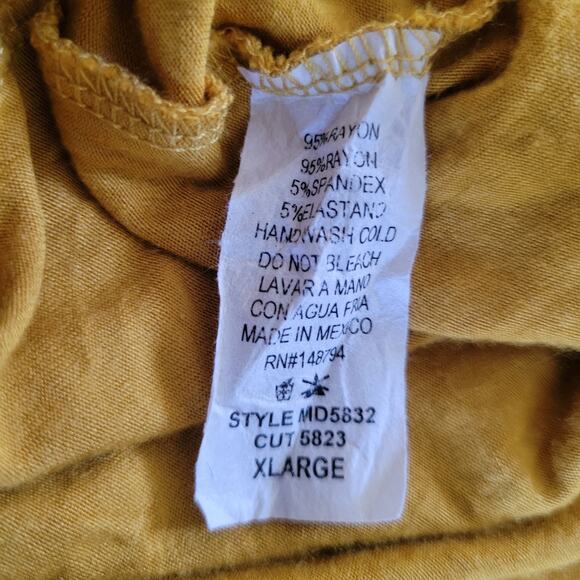 95%RAYON
95%RAYON
5%SPANDEX
5%ELASTANO
HANDWASH COLD
DO NOT BLEACH
LAVAR A MANO
CON AGUA FRIA
MADE IN MEXICO
RN#148794
STYLE MD5832
CUT 5823
XLARGE